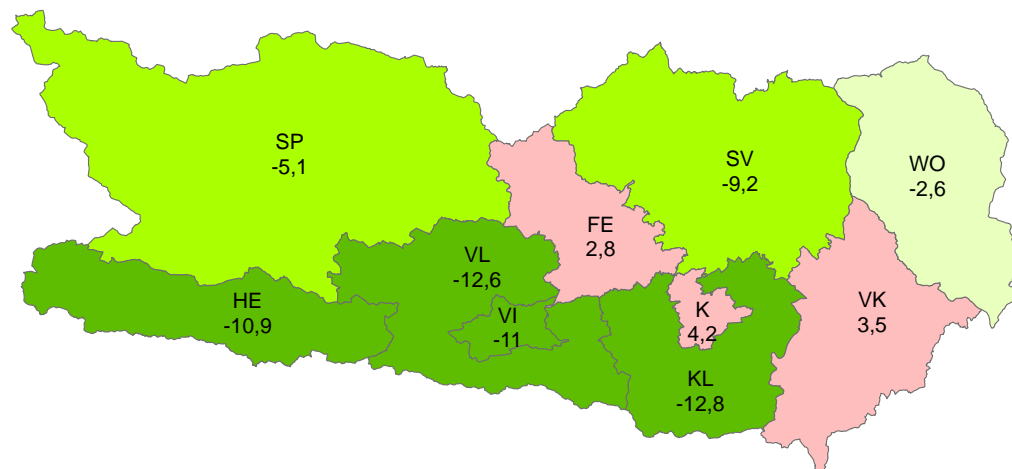 SP
-5,1
SV
-9,2
WO
-2,6
FE
2,8
VL
-12,6
HE
-10,9
VI
-11
K
4,2
VK
3,5
KL
-12,8